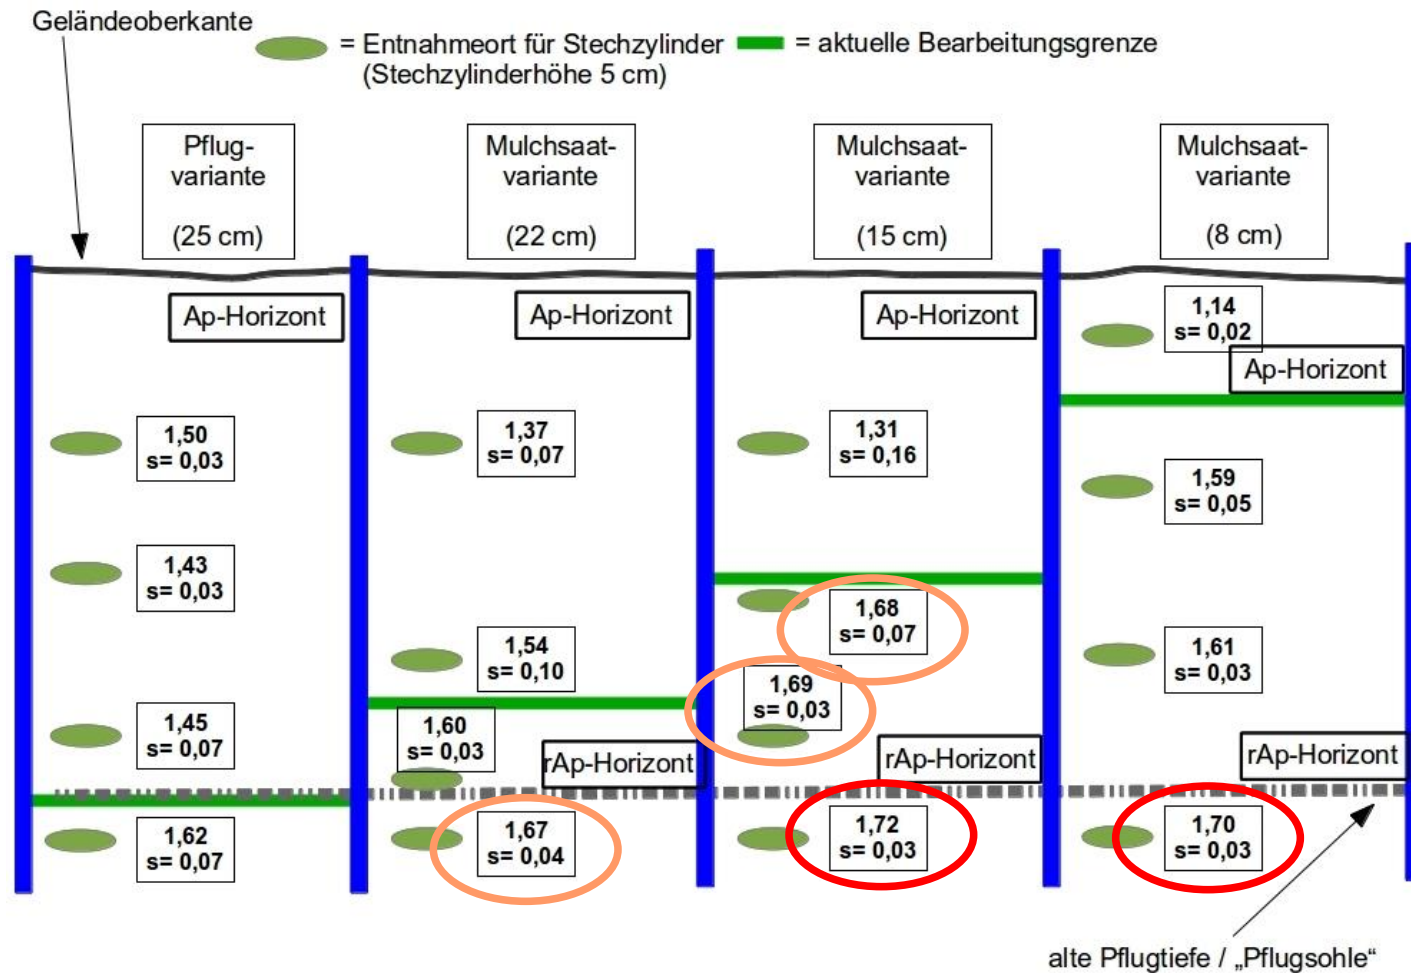 Geländeoberkante
= Entnahmeort für Stechzylinder
(Stechzylinderhöhe 5 cm)
= aktuelle Bearbeitungsgrenze
Pflug-
variante
(25 cm)
Mulchsaat-
variante
(22 cm)
Mulchsaat-
variante
(15 cm)
Mulchsaat-
variante
(8 cm)
Ap-Horizont
1,50
s= 0,03
1,43
s= 0,03
1,45
s= 0,07
1,62
s= 0,07
Ap-Horizont
1,37
s= 0,07
1,54
s= 0,10
1,60
s= 0,03
rAp-Horizont
1,67
s= 0,04
Ap-Horizont
1,31
s= 0,16
1,68
s= 0,07
1,69
s= 0,03
rAp-Horizont
1,72
s= 0,03
1,14
s= 0,02
Ap-Horizont
1,59
s= 0,05
1,61
s= 0,03
rAp-Horizont
1,70
s= 0,03
alte Pflugtiefe / „Pflugsohle“